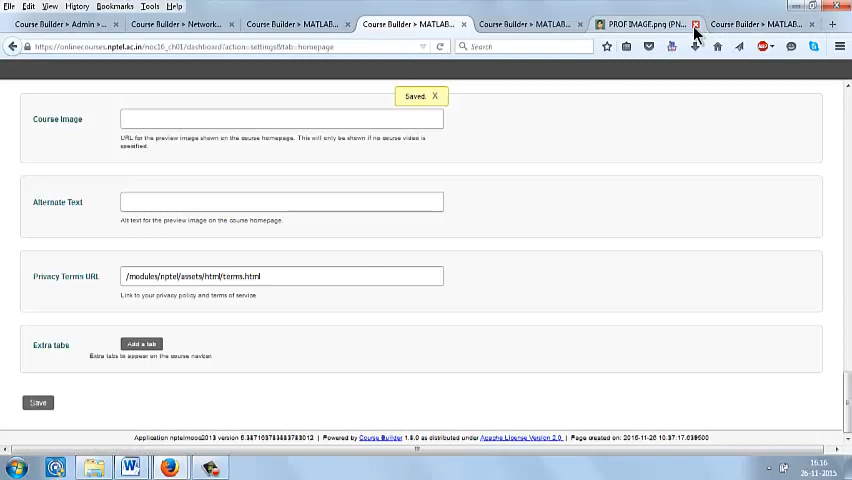 File Edit View History Bookmarks Tools Help
Course Builder > Admin >...
Course Builder > Network...
Course Builder > MATLAB...
Course Builder > MATLAB...
Course Builder > MATLAB...
PROF IMAGE.png (PN...
Course Builder > MATLAB...
https://onlinecourses.nptel.ac.in/noc16_ch01/dashboard?action=settings&tab=homepage
Search
Saved. X
Course Image
URL for the preview image shown on the course homepage. This will only be shown if no course video is
specified.
Alternate Text
Alt text for the preview image on the course homepage.
Privacy Terms URL
/modules/nptel/assets/html/terms.html
Link to your privacy policy and terms of service
Extra tabs
Add a tab
Extra tabs to appear on the course navbar.
Save
Powered by Course Builder 1.8.0 as distributed under Apache License Version 2.0 | Page created on:
16:16
26-11-2015